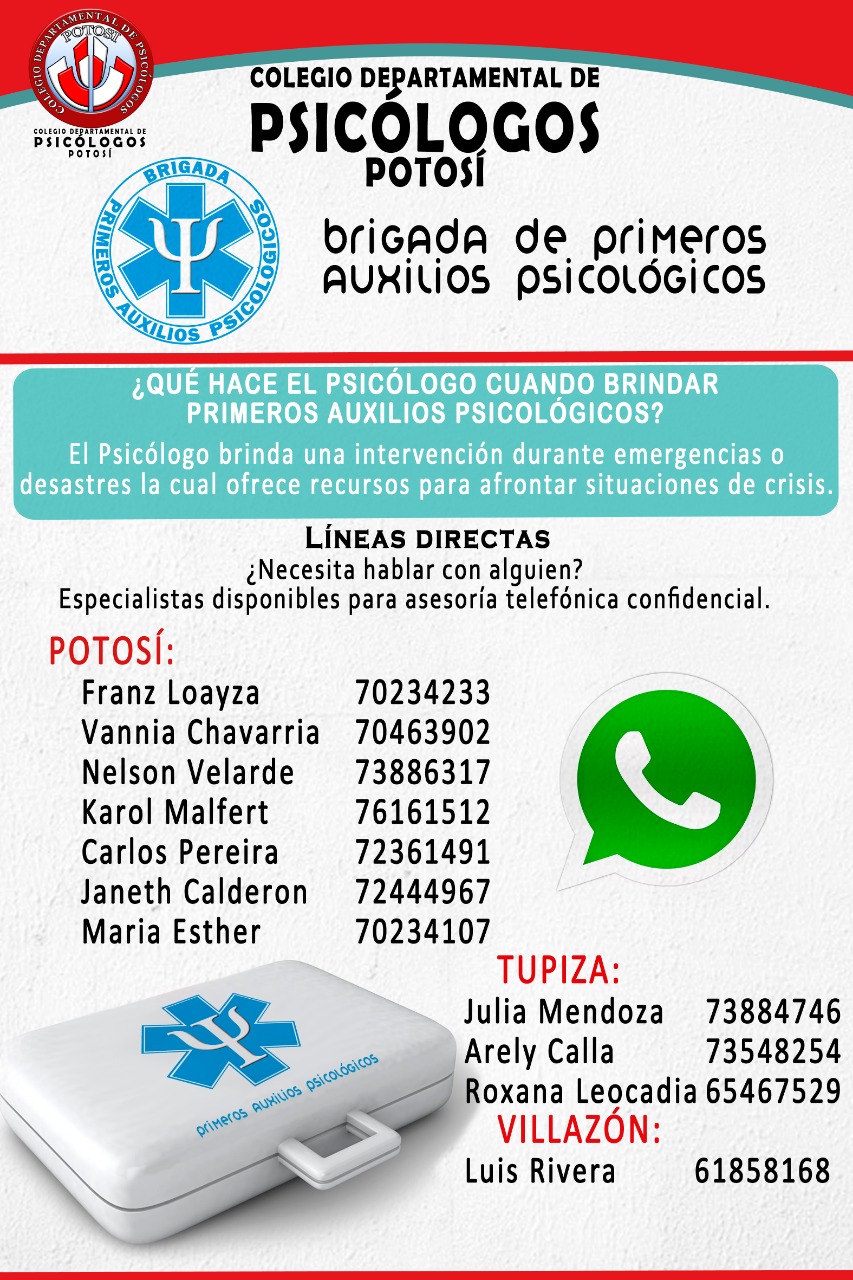 COLEGIO DEPARTAMENTAL DE PSICÓLOGOS
POTOSI
COLEGIO DEPARTAMENTAL DE
PSICÓLOGOS
POTOSÍ
COLEGIO DEPARTAMENTAL DE
PSICÓLOGOS
POTOSÍ
BRIGADA
PRIMEROS AUXILIOS PSICOLOGICOS
Ψ
brigada de primeros
auxilios psicológicos
¿QUÉ HACE EL PSICÓLOGO CUANDO BRINDAR
PRIMEROS AUXILIOS PSICOLÓGICOS?
El Psicólogo brinda una intervención durante emergencias o
desastres la cual ofrece recursos para afrontar situaciones de crisis.
LÍNEAS DIRECTAS
¿Necesita hablar con alguien?
Especialistas disponibles para asesoría telefónica confidencial.
POTOSÍ:
Franz Loayza 70234233
Vannia Chavarria 70463902
Nelson Velarde 73886317
Karol Malfert 76161512
Carlos Pereira 72361491
Janeth Calderon 72444967
Maria Esther 70234107
TUPIZA:
Julia Mendoza 73884746
Arely Calla 73548254
Roxana Leocadia 65467529
VILLAZÓN:
Luis Rivera 61858168
Ψ
primeros auxilios psicológicos